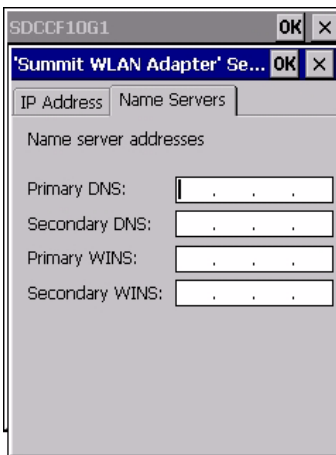 SDCCF10G1 OK ×
'Summit WLAN Adapter' Se... OK ×
IP Address Name Servers
Name server addresses
Primary DNS: . . .
Secondary DNS: . . .
Primary WINS: . . .
Secondary WINS: . . .